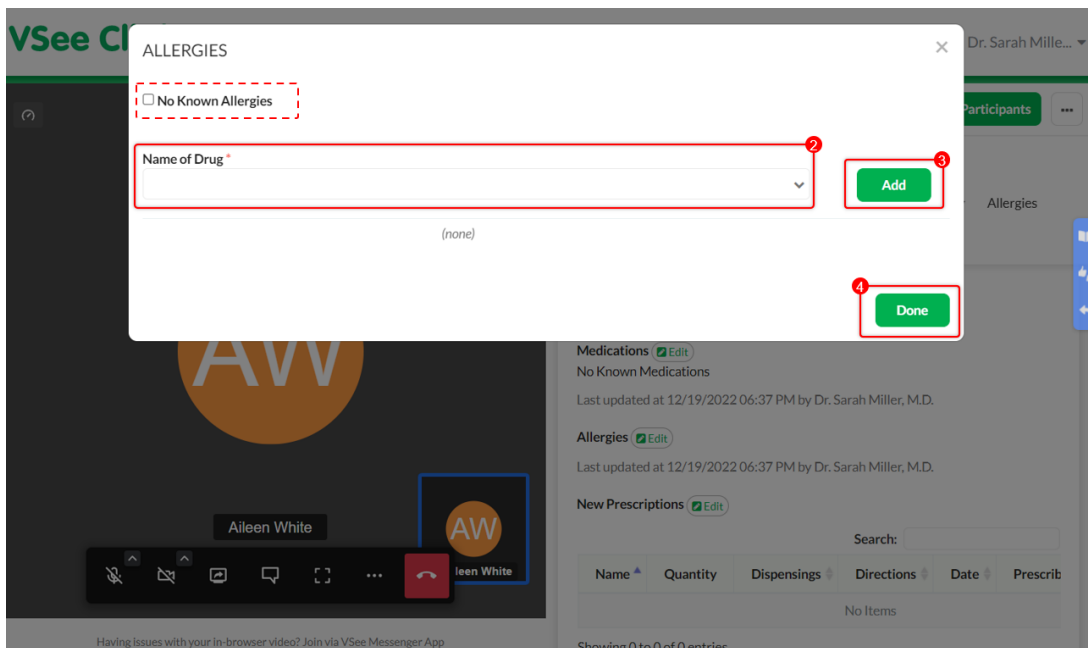 VSee Cl
Dr. Sarah Mille...
ALLERGIES
No Known Allergies
Participants
2
Name of Drug *
3
Add
Allergies
(none)
4
Done
AW
Medications Edit
No Known Medications
Last updated at 12/19/2022 06:37 PM by Dr. Sarah Miller, M.D.
Allergies Edit
Last updated at 12/19/2022 06:37 PM by Dr. Sarah Miller, M.D.
New Prescriptions Edit
Aileen White
AW
leen White
Search:
Name Quantity Dispensings Directions Date Prescrib
No Items
Having issues with your in-browser video? Join via VSee Messenger App
Showing 0 to 0 of 0 entries